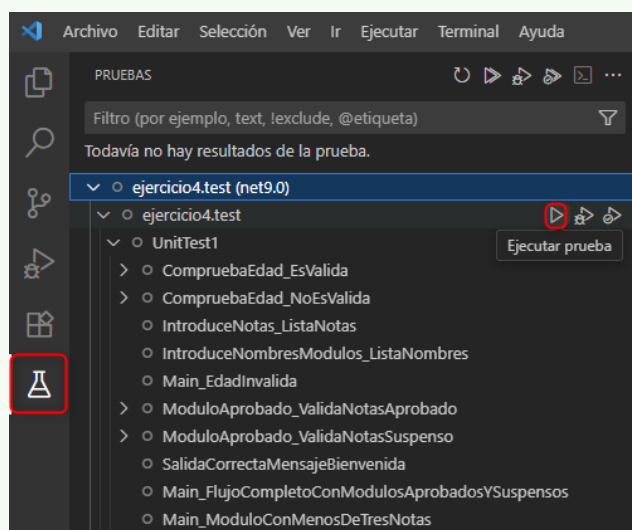 Archivo Editar Selección Ver Ir Ejecutar Terminal Ayuda
PRUEBAS
Filtro (por ejemplo, text, !exclude, @etiqueta)
Todavía no hay resultados de la prueba.
ejercicio4.test (net9.0)
ejercicio4.test
Ejecutar prueba
UnitTest1
CompruebaEdad_EsValida
CompruebaEdad_NoEsValida
IntroduceNotas_ListaNotas
IntroduceNombresModulos_ListaNombres
Main_EdadInvalida
ModuloAprobado_ValidaNotasAprobado
ModuloAprobado_ValidaNotasSuspenso
SalidaCorrectaMensajeBienvenida
Main_FlujoCompletoConModulosAprobadosYSuspensos
Main_ModuloConMenosDeTresNotas